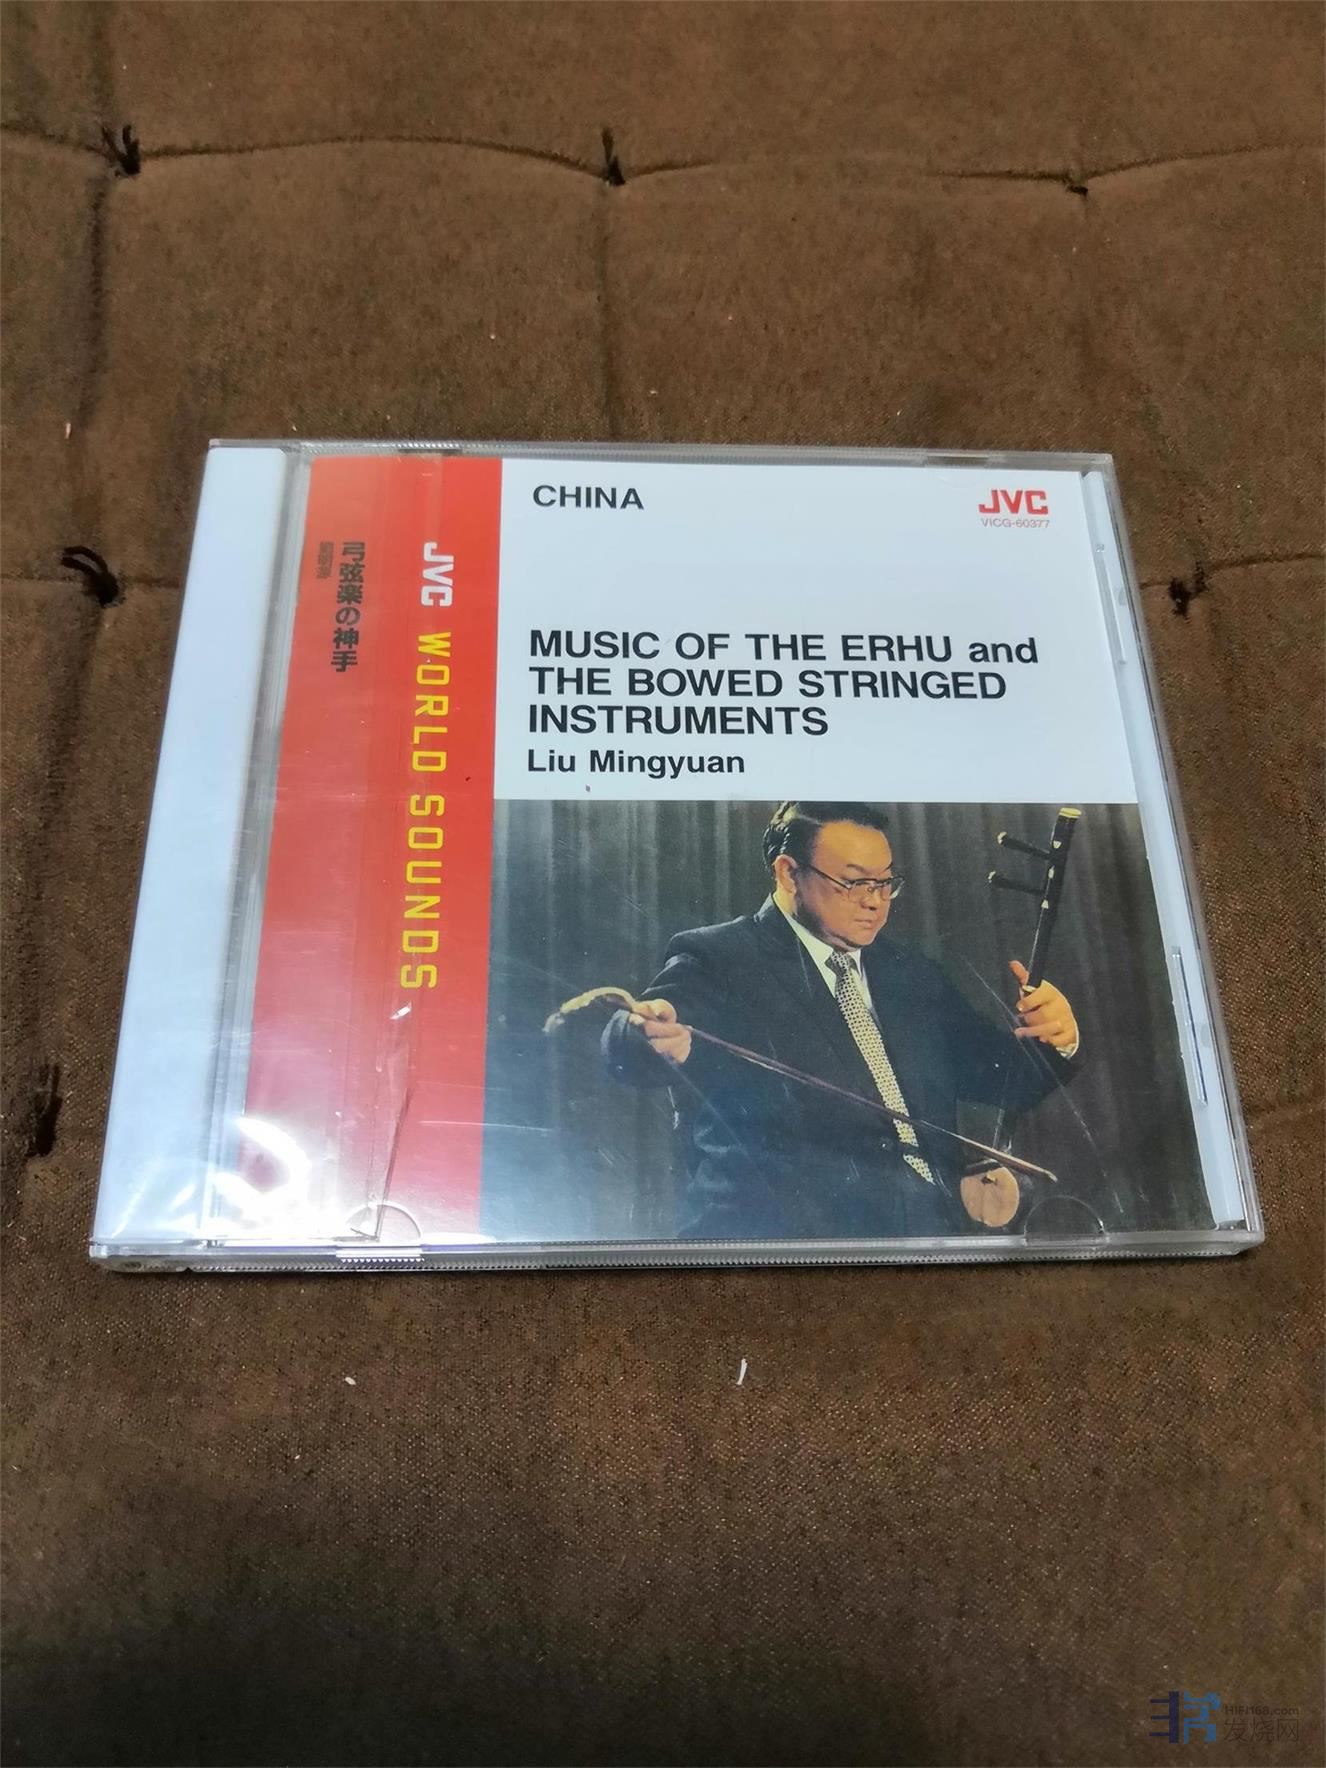 CHINA
JVC
VICG-60377
MUSIC OF THE ERHU and
THE BOWED STRINGED
INSTRUMENTS
Liu Mingyuan
JVC WORLD SOUNDS
弓弦楽の神手
HIFI168.com
发烧网